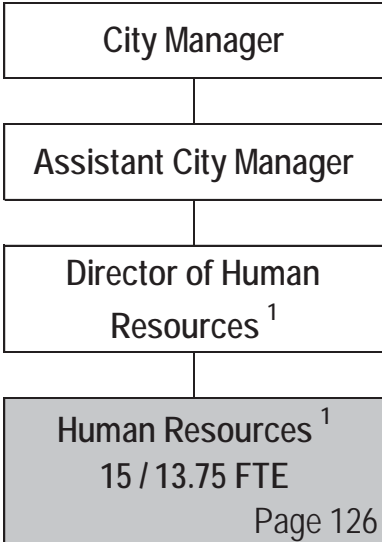 City Manager
Assistant City Manager
Director of Human
Resources 1
Human Resources 1
15 / 13.75 FTE
Page 126